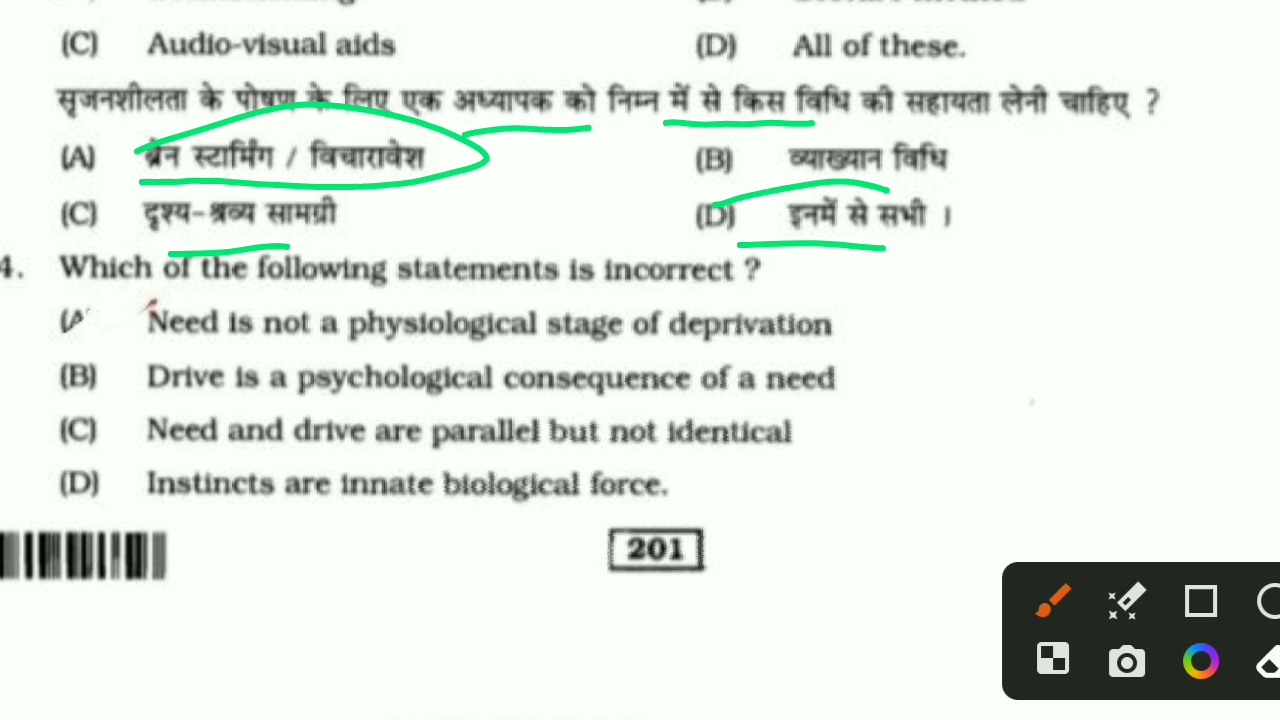 (C) Audio-visual aids (D) All of these.
सृजनशीलता के पोषण के लिए एक अध्यापक को निम्न में से किस विधि की सहायता लेनी चाहिए ?
(A) ब्रेन स्टार्मिंग / विचारावेश (B) व्याख्यान विधि
(C) दृश्य-श्रव्य सामग्री (D) इनमें से सभी ।
4. Which of the following statements is incorrect ?
(A Need is not a physiological stage of deprivation
(B) Drive is a psychological consequence of a need
(C) Need and drive are parallel but not identical
(D) Instincts are innate biological force.
201